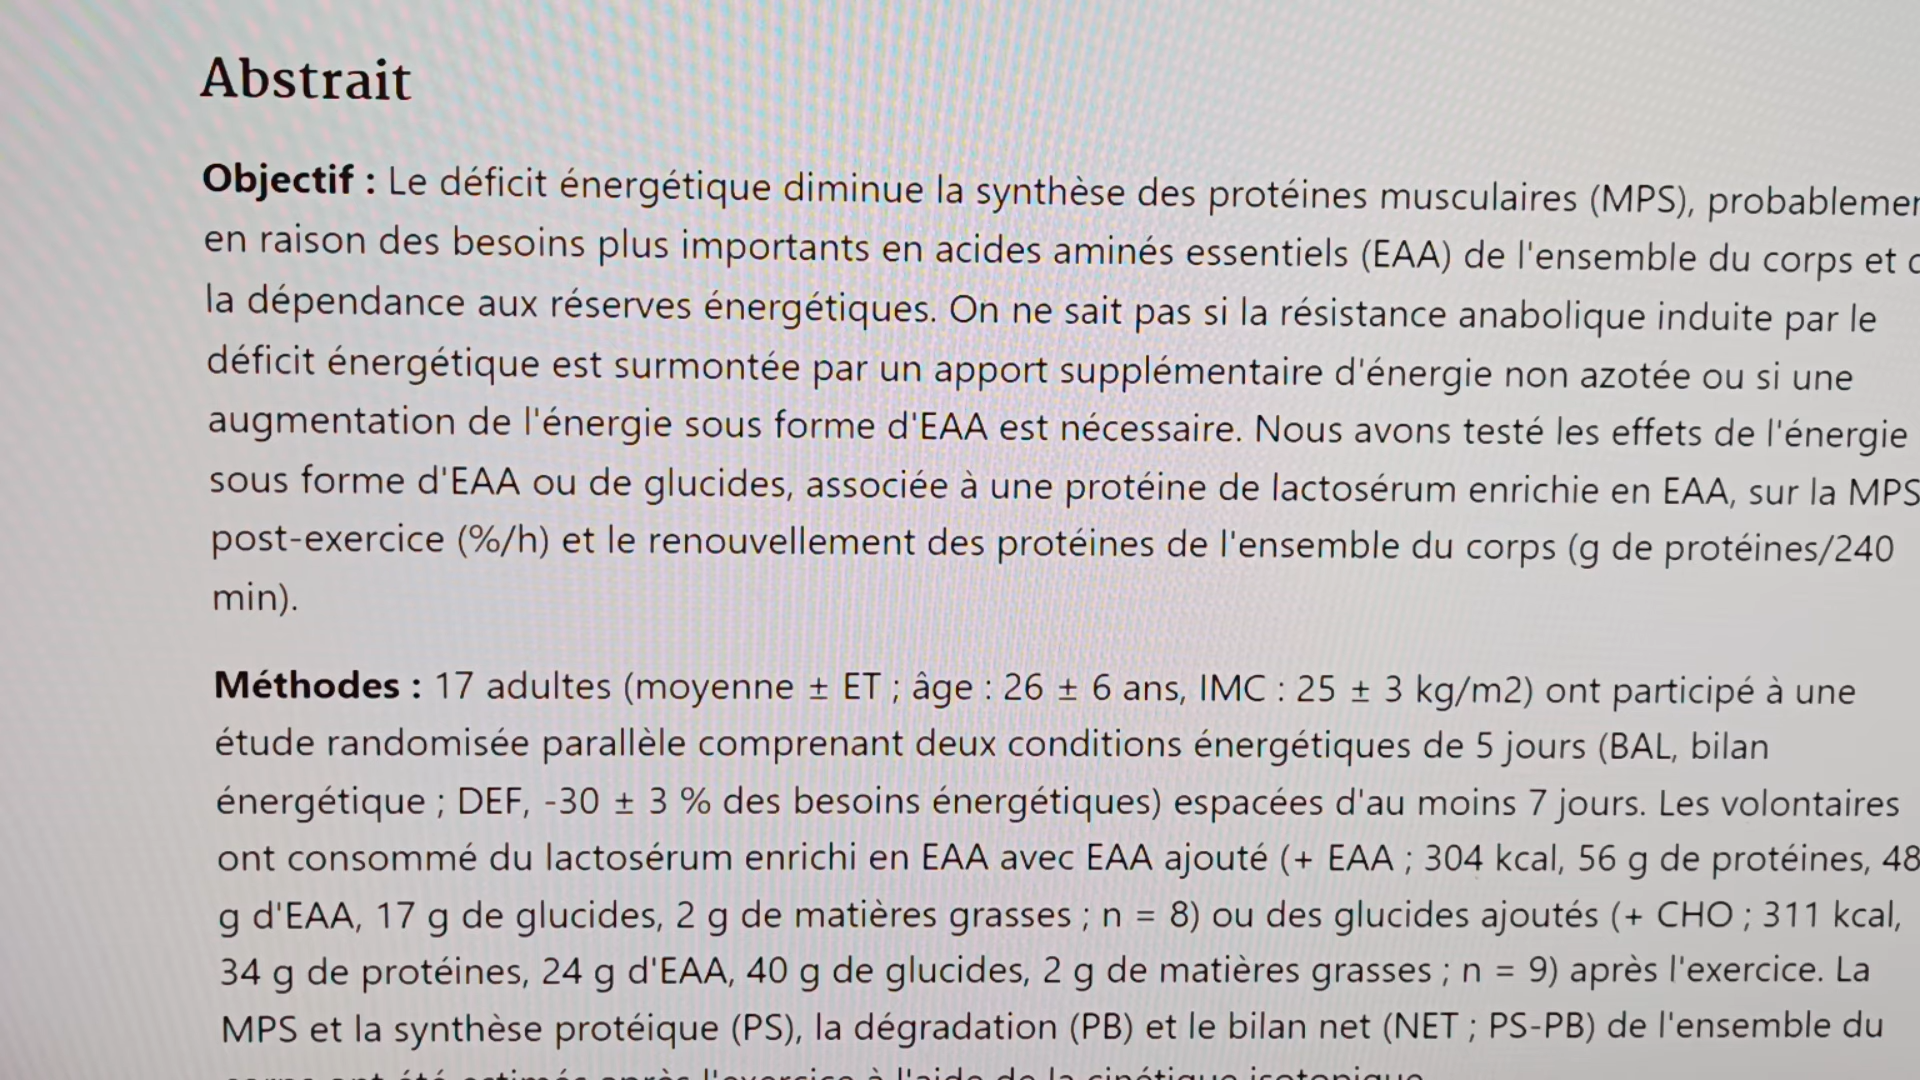 Abstrait
Objectif : Le déficit énergétique diminue la synthèse des protéines musculaires (MPS),
en raison des besoins plus importants en acides aminés essentiels (EAA) de l'ensemble du corps et
la dépendance aux réserves énergétiques. On ne sait pas si la résistance anabolique induite par le
déficit énergétique est surmontée par un apport supplémentaire d'énergie non azotée ou si une
augmentation de l'énergie sous forme d'EAA est nécessaire. Nous avons testé les effets de l'énergie
sous forme d'EAA ou de glucides, associée à une protéine de lactosérum enrichie en EAA, sur la MPS
post-exercice (%/h) et le renouvellement des protéines de l'ensemble du corps (g de protéines/240
min).
Méthodes : 17 adultes (moyenne ± ET ; âge : 26 ± 6 ans, IMC : 25 ± 3 kg/m2) ont participé à une
étude randomisée parallèle comprenant deux conditions énergétiques de 5 jours (BAL, bilan
énergétique ; DEF, -30 ± 3 % des besoins énergétiques) espacées d'au moins 7 jours. Les volontaires
ont consommé du lactosérum enrichi en EAA avec EAA ajouté (+ EAA ; 304 kcal, 56 g de protéines, 48
g d'EAA, 17 g de glucides, 2 g de matières grasses ; n = 8) ou des glucides ajoutés (+ CHO ; 311 kcal,
34 g de protéines, 24 g d'EAA, 40 g de glucides, 2 g de matières grasses ; n = 9) après l'exercice. La
MPS et la synthèse protéique (PS), la dégradation (PB) et le bilan net (NET ; PS-PB) de l'ensemble du